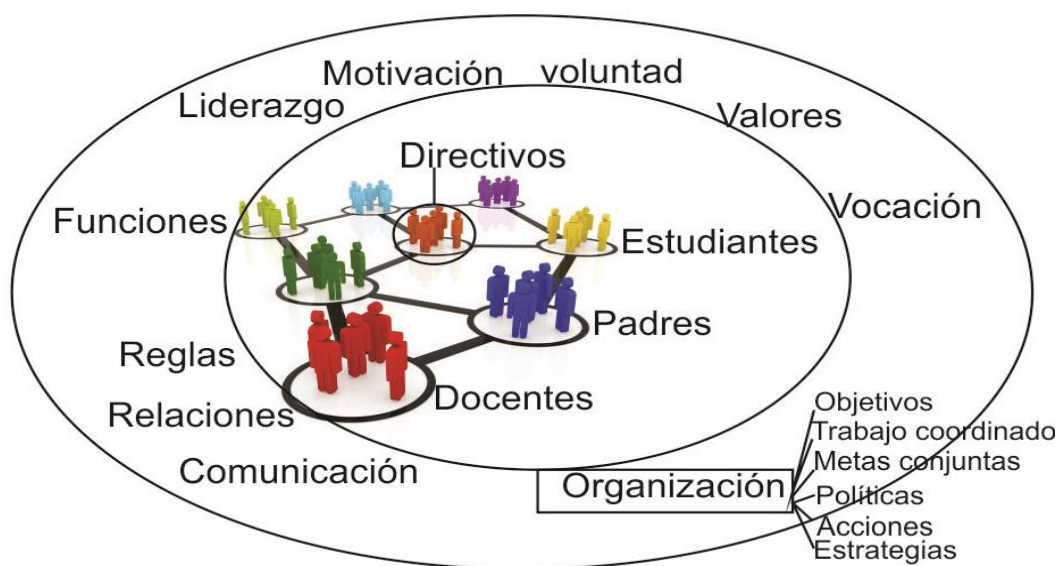 Motivación voluntad
Liderazgo
Valores
Directivos
Funciones
Vocación
Estudiantes
Padres
Reglas
Docentes
Relaciones
Comunicación
Organización
Objetivos
Trabajo coordinado
Metas conjuntas
Políticas
Acciones
Estrategias